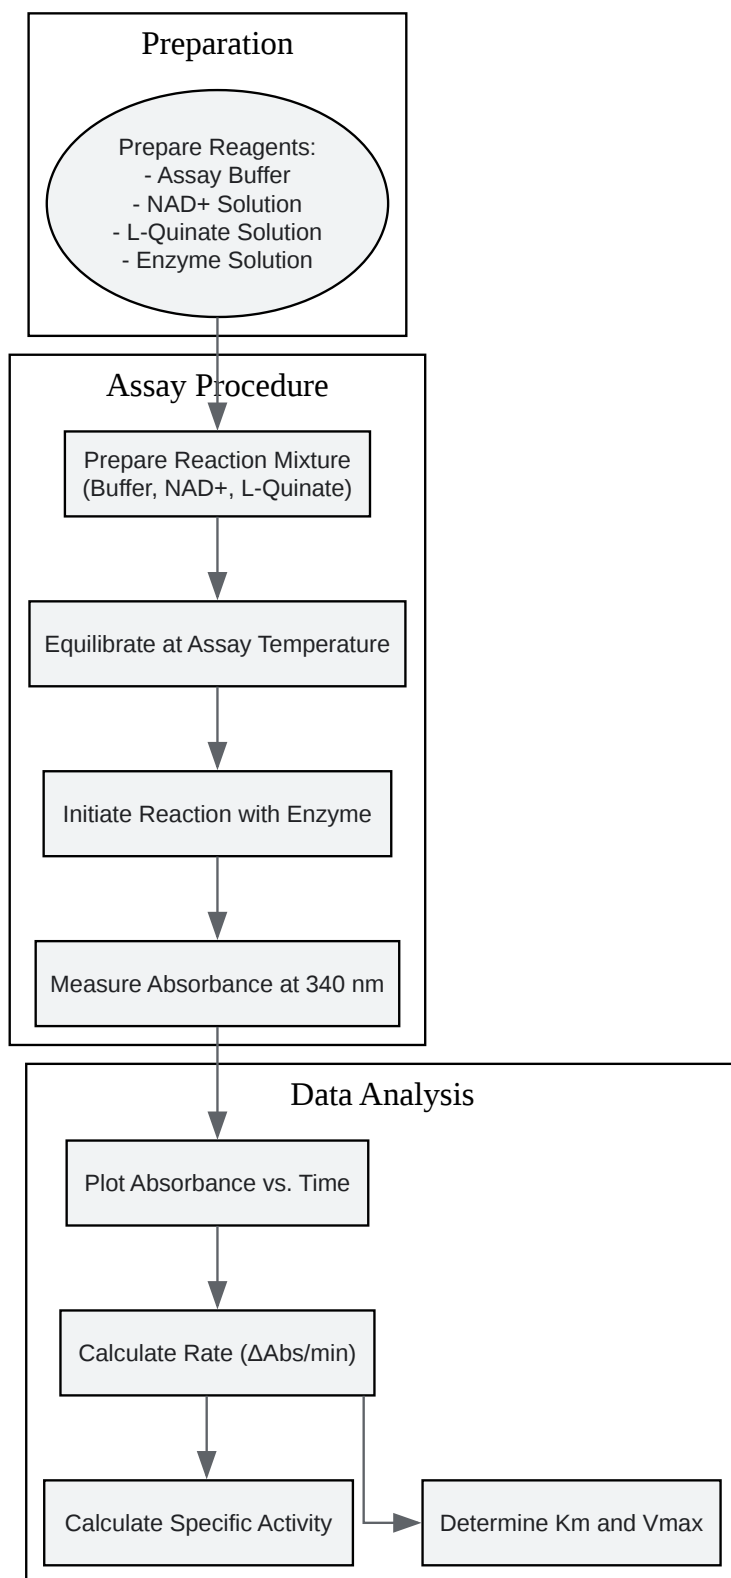 Preparation
Prepare Reagents:
- Assay Buffer
- NAD+ Solution
- L-Quinate Solution
- Enzyme Solution
Assay Procedure
Prepare Reaction Mixture
(Buffer, NAD+, L-Quinate)
Equilibrate at Assay Temperature
Initiate Reaction with Enzyme
Measure Absorbance at 340 nm
Data Analysis
Plot Absorbance vs. Time
Calculate Rate (ΔAbs/min)
Calculate Specific Activity
Determine Km and Vmax